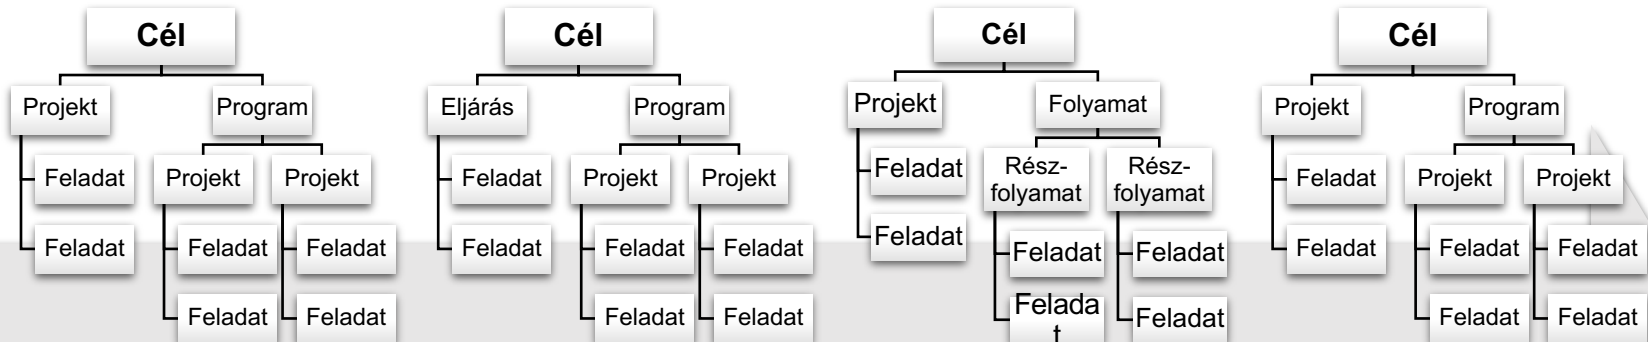 Cél
Projekt
Program
Feladat
Projekt
Projekt
Feladat
Feladat
Feladat
Feladat
Feladat
Cél
Eljárás
Program
Feladat
Projekt
Projekt
Feladat
Feladat
Feladat
Feladat
Feladat
Cél
Projekt
Folyamat
Feladat
Rész-
folyamat
Rész-
folyamat
Feladat
Feladat
Feladat
Felada
t
Feladat
Cél
Projekt
Program
Feladat
Projekt
Projekt
Feladat
Feladat
Feladat
Feladat
Feladat